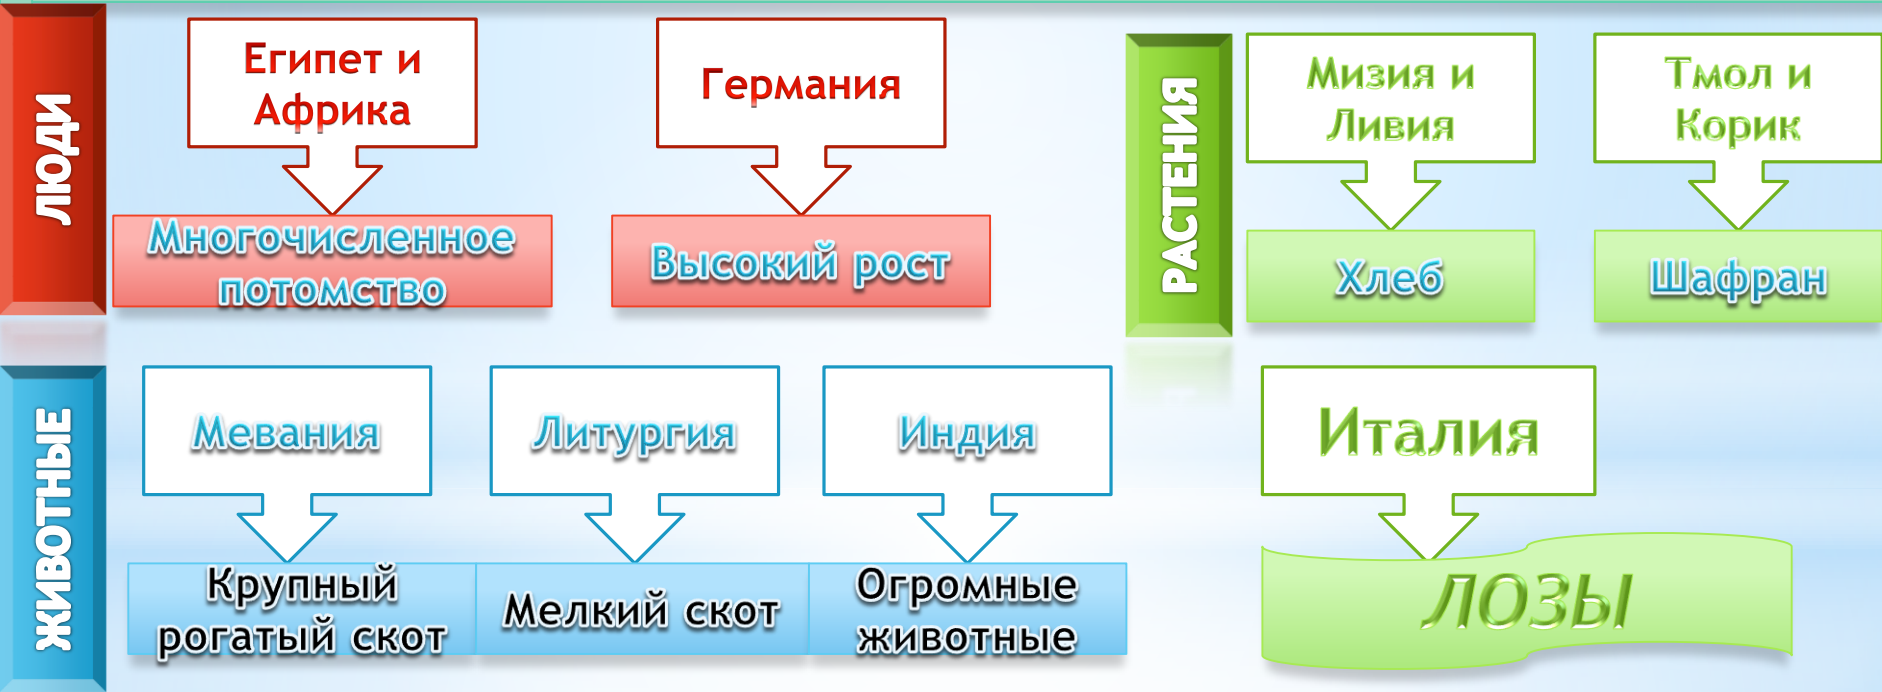 ЛЮДИ
Египет и
Африка
Многочисленное
потомство
Германия
Высокий рост
РАСТЕНИЯ
Мизия и
Ливия
Хлеб
Тмол и
Корик
Шафран
Италия
ЛОЗЫ
ЖИВОТНЫЕ
Мевания
Крупный
рогатый скот
Литургия
Мелкий скот
Индия
Огромные
животные